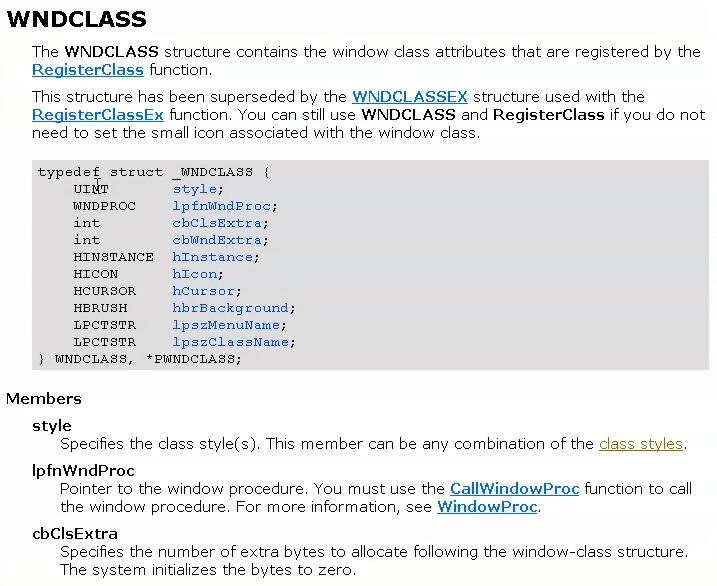 WNDCLASS
The WNDCLASS structure contains the window class attributes that are registered by the
RegisterClass function.
This structure has been superseded by the WNDCLASSEX structure used with the
RegisterClassEx function. You can still use WNDCLASS and RegisterClass if you do not
need to set the small icon associated with the window class.
typedef struct _WNDCLASS {
UINT style;
WNDPROC lpfnWndProc;
int cbClsExtra;
int cbWndExtra;
HINSTANCE hInstance;
HICON hIcon;
HCURSOR hCursor;
HBRUSH hbrBackground;
LPCTSTR lpszMenuName;
LPCTSTR lpszClassName;
} WNDCLASS, *PWNDCLASS;
Members
style
Specifies the class style(s). This member can be any combination of the class styles.
lpfnWndProc
Pointer to the window procedure. You must use the CallWindowProc function to call
the window procedure. For more information, see WindowProc.
cbClsExtra
Specifies the number of extra bytes to allocate following the window-class structure.
The system initializes the bytes to zero.